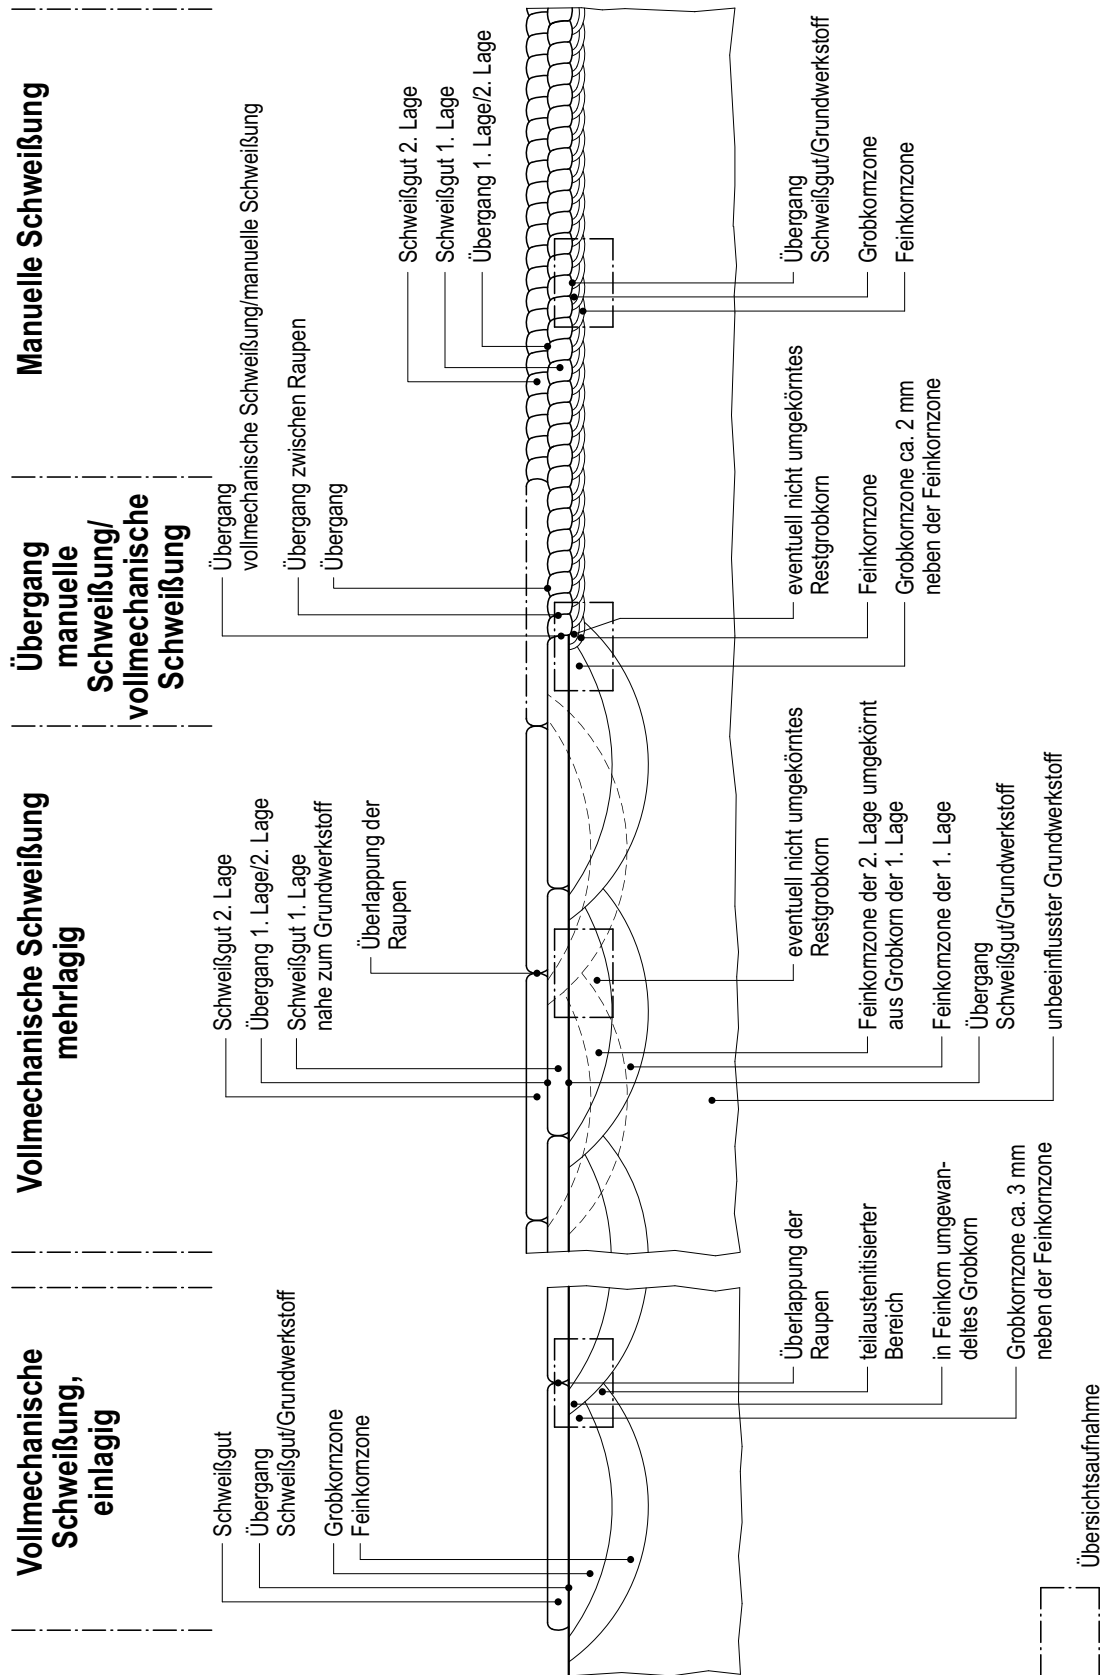 Vollmechanische
Schweißung,
einlagig
Schweißgut
Übergang
Schweißgut/Grundwerkstoff
Grobkornzone
Feinkornzone
Überlappung der
Raupen
teilaustenitisierter
Bereich
in Feinkorn umgewan-
deltes Grobkorn
Grobkornzone ca. 3 mm
neben der Feinkornzone
Übersichtsaufnahme
Vollmechanische Schweißung
mehrlagig
Schweißgut 2. Lage
Übergang 1. Lage/2. Lage
Schweißgut 1. Lage
nahe zum Grundwerkstoff
Überlappung der
Raupen
eventuell nicht umgekörntes
Restgrobkorn
Feinkornzone der 2. Lage umgekörnt
aus Grobkorn der 1. Lage
Feinkornzone der 1. Lage
Übergang
Schweißgut/Grundwerkstoff
unbeeinflusster Grundwerkstoff
Übergang
manuelle
Schweißung/
vollmechanische
Schweißung
Übergang
vollmechanische Schweißung/manuelle Schweißung
Übergang zwischen Raupen
Übergang
eventuell nicht umgekörntes
Restgrobkorn
Feinkornzone
Grobkornzone ca. 2 mm
neben der Feinkornzone
Manuelle Schweißung
Schweißgut 2. Lage
Schweißgut 1. Lage
Übergang 1. Lage/2. Lage
Übergang
Schweißgut/Grundwerkstoff
Grobkornzone
Feinkornzone